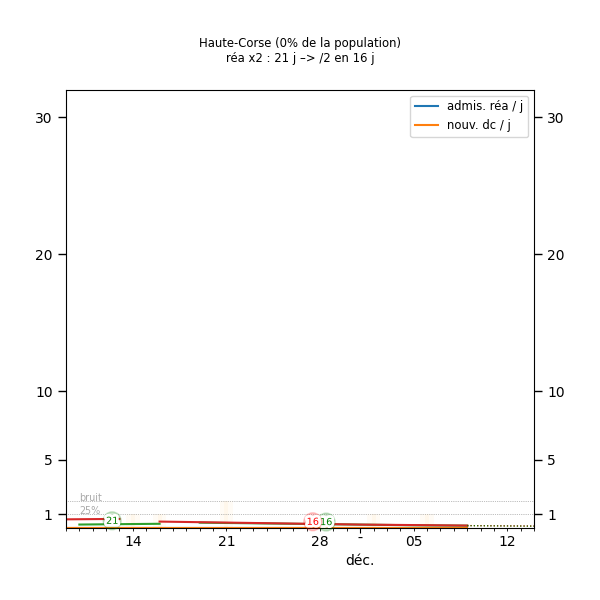 Haute-Corse (0% de la population)
réa x2 : 21 j –> /2 en 16 j
admis. réa / j
nouv. dc / j
30 30
20 20
10 10
5 5
bruit
25%
1 1
21 16 16
14 21 28 - 05 12
déc.